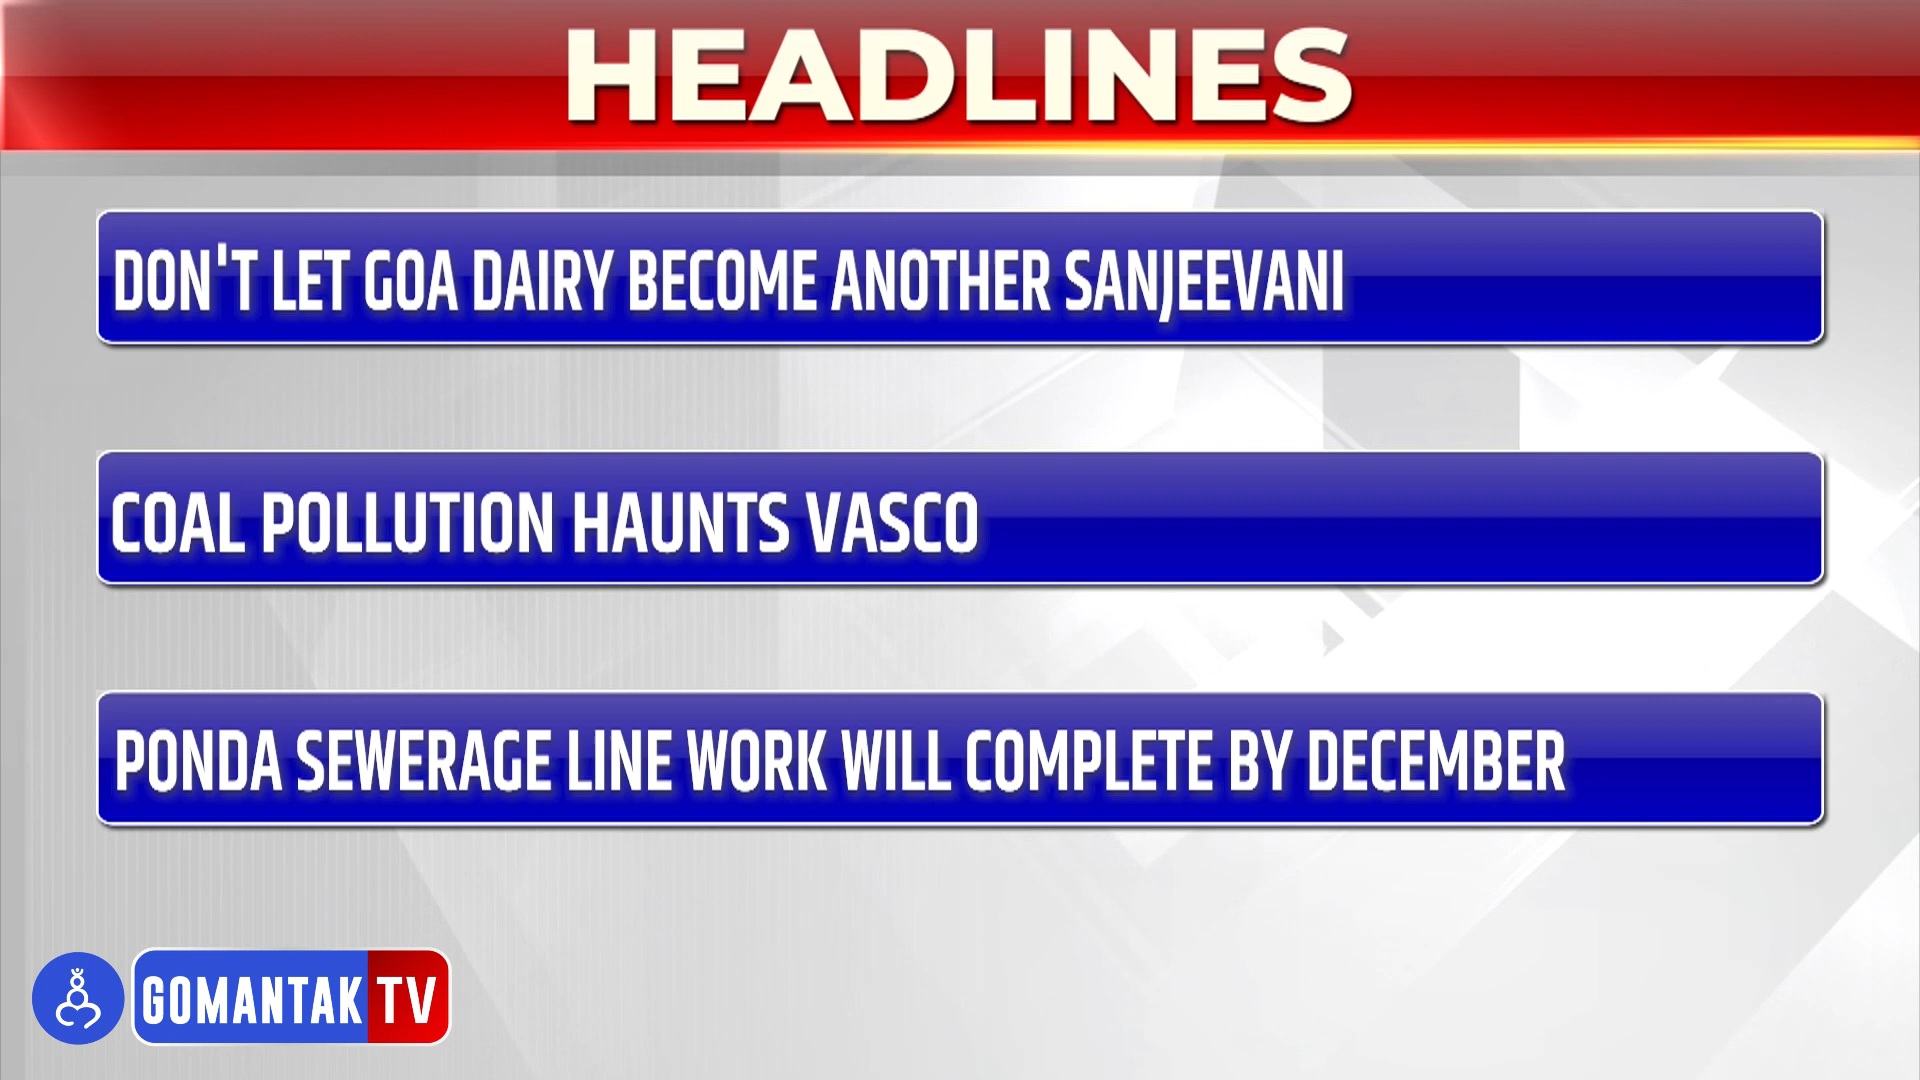 HEADLINES
DON'T LET GOA DAIRY BECOME ANOTHER SANJEEVANI
COAL POLLUTION HAUNTS VASCO
PONDA SEWERAGE LINE WORK WILL COMPLETE BY DECEMBER
GOMANTAK TV